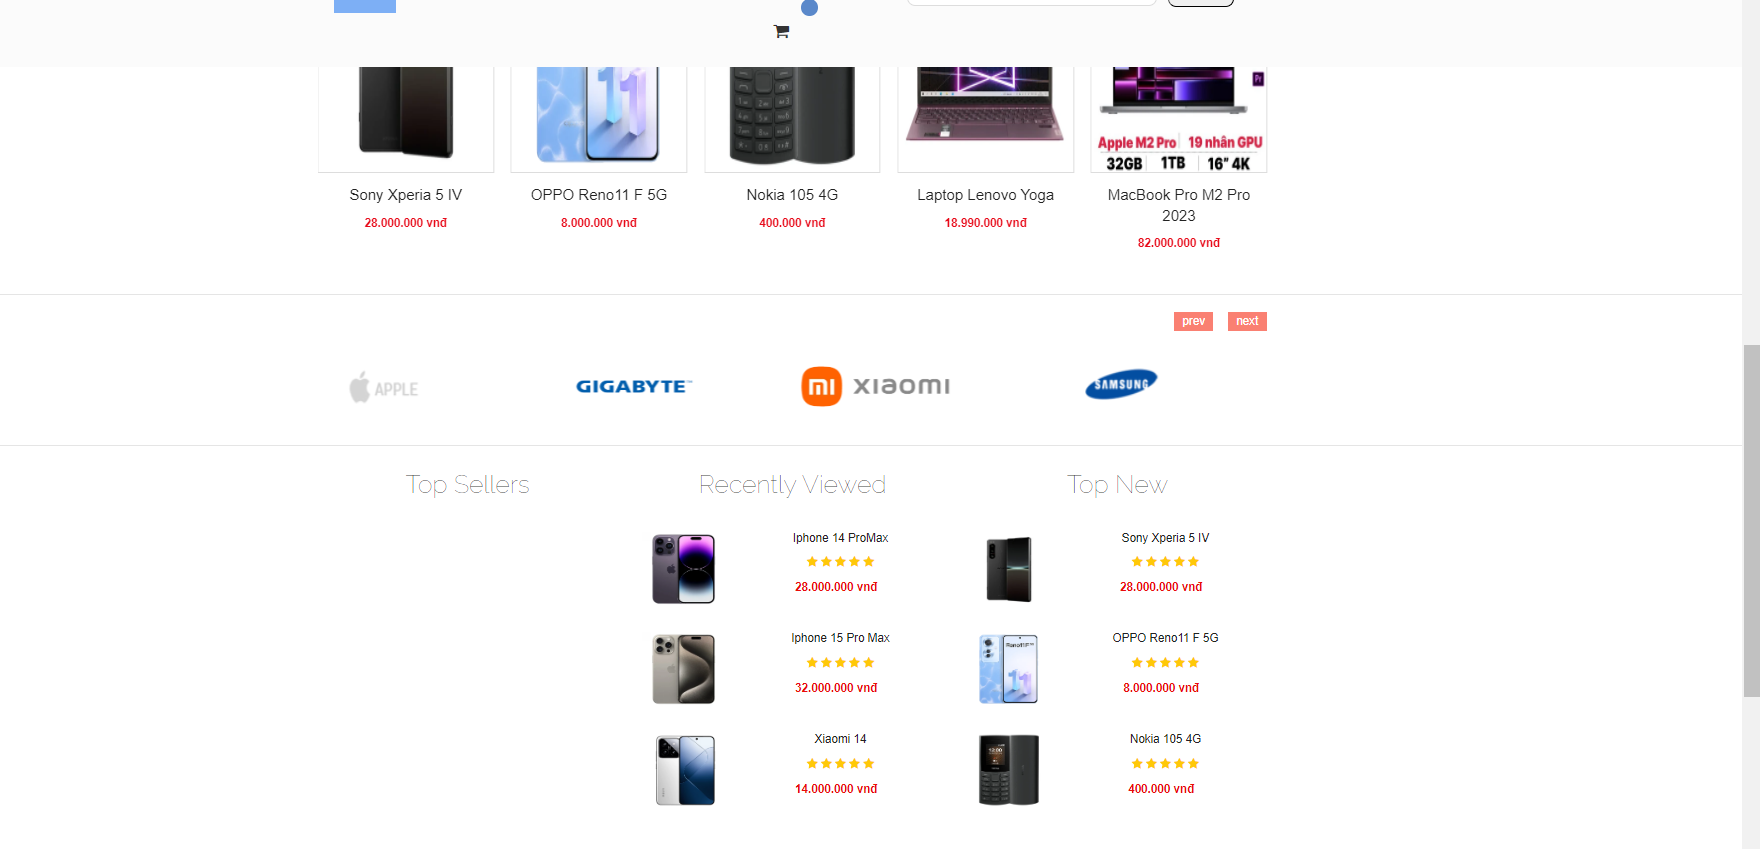 Pr
Apple M2 Pro 19 nhân GPU
32GB 1TB 16" 4K
Sony Xperia 5 IV
28.000.000 vnđ
OPPO Reno11 F 5G
8.000.000 vnđ
Nokia 105 4G
400.000 vnđ
Laptop Lenovo Yoga
18.990.000 vnđ
MacBook Pro M2 Pro
2023
82.000.000 vnđ
prev next
APPLE
GIGABYTE™
mi xiaomi
SAMSUNG
Top Sellers
Recently Viewed
Iphone 14 ProMax
28.000.000 vnđ
Iphone 15 Pro Max
32.000.000 vnđ
Xiaomi 14
14.000.000 vnđ
Top New
Sony Xperia 5 IV
28.000.000 vnđ
Reno11 F
11
OPPO Reno11 F 5G
8.000.000 vnđ
Nokia 105 4G
400.000 vnđ